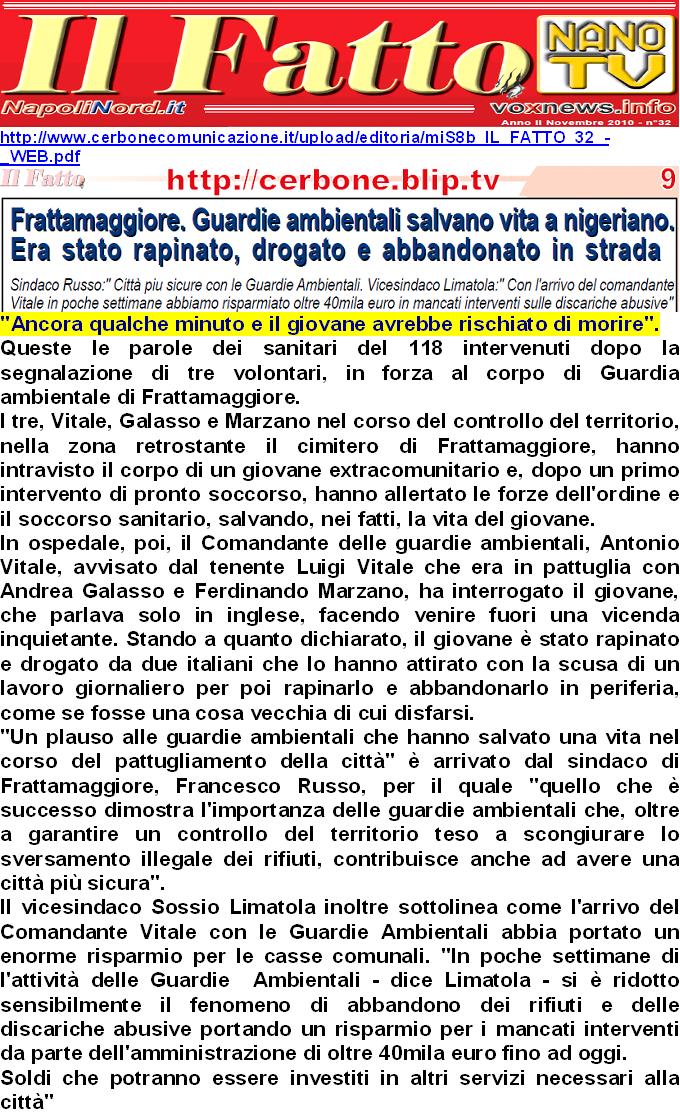 Il Fatto
NANO
TV
NapoliNord.it
voxnews.info
Anno II Novembre 2010 - n°32
http://www.cerbonecomunicazione.it/upload/editoria/miS8b_IL_FATTO_32_-
_WEB.pdf
Il Fatto
http://cerbone.blip.tv
9
Frattamaggiore. Guardie ambientali salvano vita a nigeriano.
Era stato rapinato, drogato e abbandonato in strada
Sindaco Russo:" Città piu sicure con le Guardie Ambientali. Vicesindaco Limatola:" Con l'arrivo del comandante
Vitale in poche settimane abbiamo risparmiato oltre 40mila euro in mancati interventi sulle discariche abusive"
"Ancora qualche minuto e il giovane avrebbe rischiato di morire".
Queste le parole dei sanitari del 118 intervenuti dopo la
segnalazione di tre volontari, in forza al corpo di Guardia
ambientale di Frattamaggiore.
I tre, Vitale, Galasso e Marzano nel corso del controllo del territorio,
nella zona retrostante il cimitero di Frattamaggiore, hanno
intravisto il corpo di un giovane extracomunitario e, dopo un primo
intervento di pronto soccorso, hanno allertato le forze dell'ordine e
il soccorso sanitario, salvando, nei fatti, la vita del giovane.
In ospedale, poi, il Comandante delle guardie ambientali, Antonio
Vitale, avvisato dal tenente Luigi Vitale che era in pattuglia con
Andrea Galasso e Ferdinando Marzano, ha interrogato il giovane,
che parlava solo in inglese, facendo venire fuori una vicenda
inquietante. Stando a quanto dichiarato, il giovane è stato rapinato
e drogato da due italiani che lo hanno attirato con la scusa di un
lavoro giornaliero per poi rapinarlo e abbandonarlo in periferia,
come se fosse una cosa vecchia di cui disfarsi.
"Un plauso alle guardie ambientali che hanno salvato una vita nel
corso del pattugliamento della città" è arrivato dal sindaco di
Frattamaggiore, Francesco Russo, per il quale "quello che è
successo dimostra l'importanza delle guardie ambientali che, oltre
a garantire un controllo del territorio teso a scongiurare lo
sversamento illegale dei rifiuti, contribuisce anche ad avere una
città più sicura".
Il vicesindaco Sossio Limatola inoltre sottolinea come l'arrivo del
Comandante Vitale con le Guardie Ambientali abbia portato un
enorme risparmio per le casse comunali. "In poche settimane di
l'attività delle Guardie Ambientali - dice Limatola - si è ridotto
sensibilmente il fenomeno di abbandono dei rifiuti e delle
discariche abusive portando un risparmio per i mancati interventi
da parte dell'amministrazione di oltre 40mila euro fino ad oggi.
Soldi che potranno essere investiti in altri servizi necessari alla
città"